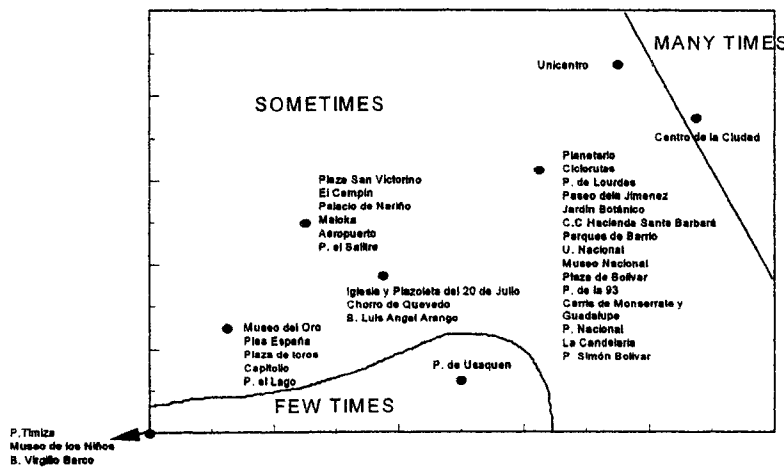 MANY TIMES
Unicentro
SOMETIMES
Centro de la Ciudad
Planetario
Ciclorutas
P. de Lourdes
Paseo dela Jimenez
Jardin Botánico
C.C Hacienda Santa Barbará
Parques de Barrio
U. Nacional
Museo Nacional
Plaza de Bolivar
P. de la 93
Cerris de Monserrate y
Guadalupe
P. Nacional
La Candelaria
P Simón Bolivar
Plaza San Victorino
El Campin
Palacio de Nariño
Maloka
Aeropuerto
P. el Salitre
Iglesia y Plazoleta del 20 de Julio
Chorro de Quevedo
B. Luis Angel Arango
Museo del Oro
Plea España
Plaza de toros
Capitolio
P. el Lago
P. de Usaquen
FEW TIMES
P.Timiza
Museo de los Niños
B. Virgilio Barco